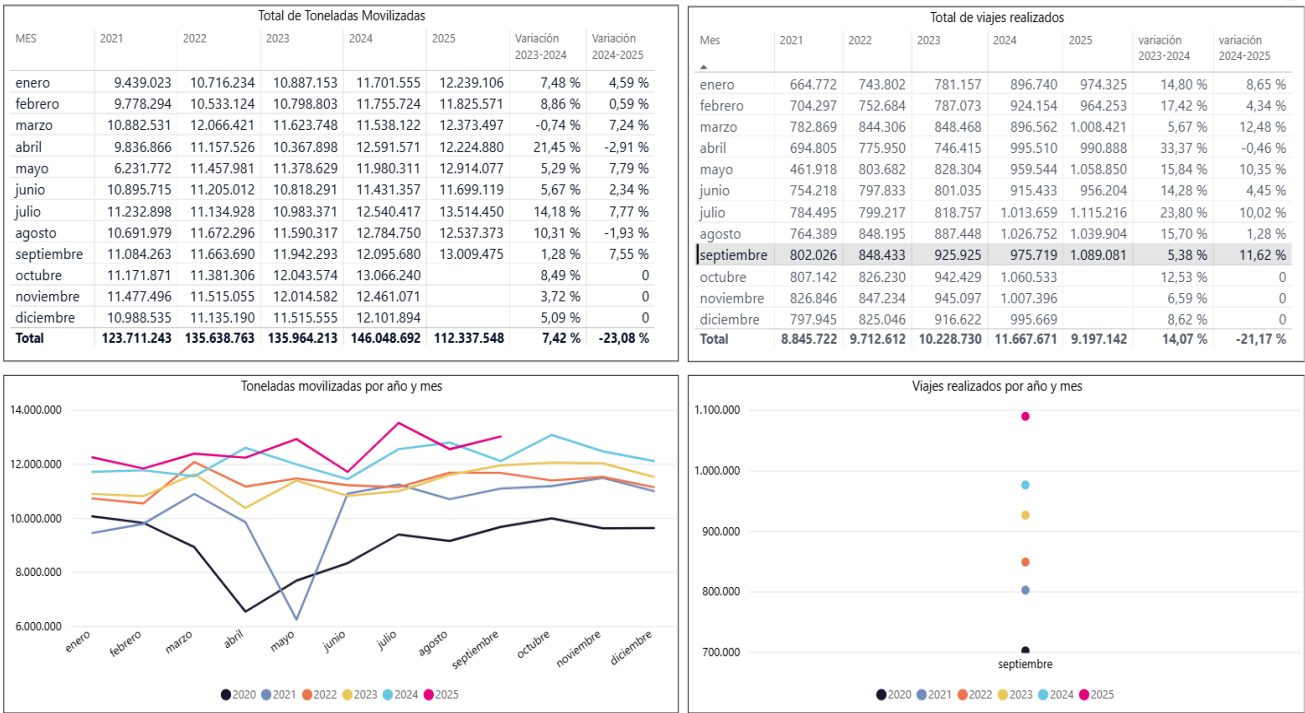 Total de Toneladas Movilizadas
MES 2021 2022 2023 2024 2025 Variación 2023-2024 Variación 2024-2025
enero 9.439.023 10.716.234 10.887.153 11.701.555 12.239.106 7,48 % 4,59 %
febrero 9.778.294 10.533.124 10.798.803 11.755.724 11.825.571 8,86 % 0,59 %
marzo 10.882.531 12.066.421 11.623.748 11.538.122 12.373.497 -0,74 % 7,24 %
abril 9.836.866 11.157.526 10.367.898 12.591.571 12.224.880 21,45 % -2,91 %
mayo 6.231.772 11.457.981 11.378.629 11.980.311 12.914.077 5,29 % 7,79 %
junio 10.895.715 11.205.012 10.818.291 11.431.357 11.699.119 5,67 % 2,34 %
julio 11.232.898 11.134.928 10.983.371 12.540.417 13.514.450 14,18 % 7,77 %
agosto 10.691.979 11.672.296 11.590.317 12.784.750 12.537.373 10,31 % -1,93 %
septiembre 11.084.263 11.663.690 11.942.293 12.095.680 13.009.475 1,28 % 7,55 %
octubre 11.171.871 11.381.306 12.043.574 13.066.240 8,49 % 0
noviembre 11.477.496 11.515.055 12.014.582 12.461.071 3,72 % 0
diciembre 10.988.535 11.135.190 11.515.555 12.101.894 5,09 % 0
Total 123.711.243 135.638.763 135.964.213 146.048.692 112.337.548 7,42 % -23,08 %
Total de viajes realizados
Mes 2021 2022 2023 2024 2025 variación 2023-2024 variación 2024-2025
enero 664.772 743.802 781.157 896.740 974.325 14,80 % 8,65 %
febrero 704.297 752.684 787.073 924.154 964.253 17,42 % 4,34 %
marzo 782.869 844.306 848.468 896.562 1.008.421 5,67 % 12,48 %
abril 694.805 775.950 746.415 995.510 990.888 33,37 % -0,46 %
mayo 461.918 803.682 828.304 959.544 1.058.850 15,84 % 10,35 %
junio 754.218 797.833 801.035 915.433 956.204 14,28 % 4,45 %
julio 784.495 799.217 818.757 1.013.659 1.115.216 23,80 % 10,02 %
agosto 764.389 848.195 887.448 1.026.752 1.039.904 15,70 % 1,28 %
septiembre 802.026 848.433 925.925 975.719 1.089.081 5,38 % 11,62 %
octubre 807.142 826.230 942.429 1.060.533 12,53 % 0
noviembre 826.846 847.234 945.097 1.007.396 6,59 % 0
diciembre 797.945 825.046 916.622 995.669 8,62 % 0
Total 8.845.722 9.712.612 10.228.730 11.667.671 9.197.142 14,07 % -21,17 %
Toneladas movilizadas por año y mes
14.000.000
12.000.000
10.000.000
8.000.000
6.000.000
enero febrero marzo abril mayo junio julio agosto septiembre octubre noviembre diciembre
2020 2021 2022 2023 2024 2025
Viajes realizados por año y mes
1.100.000
1.000.000
900.000
800.000
700.000
septiembre
2020 2021 2022 2023 2024 2025